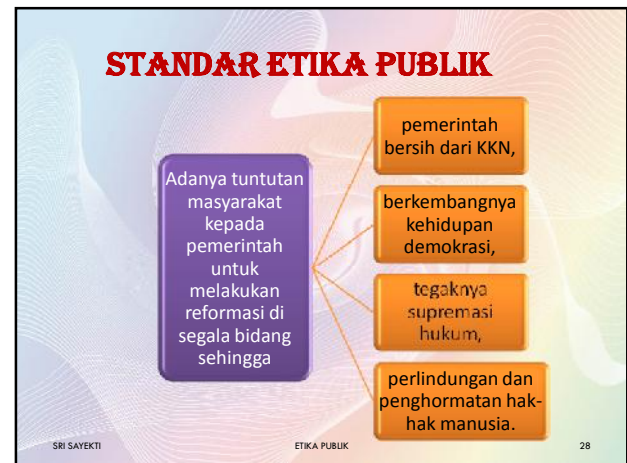 STANDAR ETIKA PUBLIK
Adanya tuntutan
masyarakat
kepada
pemerintah
untuk
melakukan
reformasi di
segala bidang
sehingga
pemerintah
bersih dari KKN,
berkembangnya
kehidupan
demokrasi,
tegaknya
supremasi
hukum,
perlindungan dan
penghormatan hak-
hak manusia.
SRI SAYEKTI
ETIKA PUBLIK
28